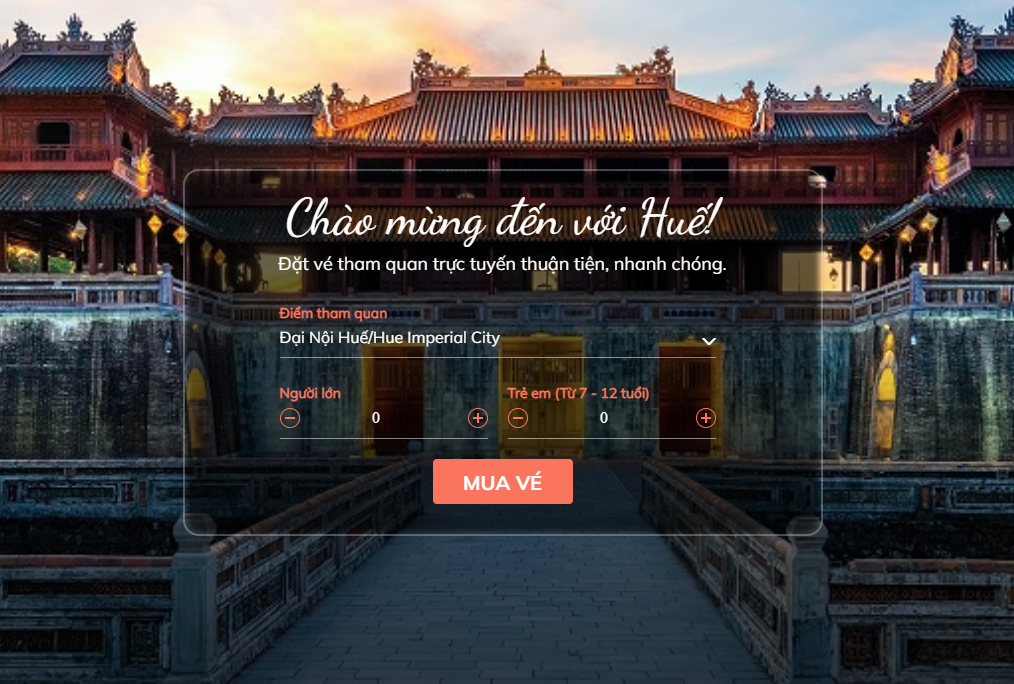 Chào mừng đến với Huế!
Đặt vé tham quan trực tuyến thuận tiện, nhanh chóng.
Điểm tham quan
Đại Nội Huế/Hue Imperial City
Người lớn
Trẻ em (Từ 7 - 12 tuổi)
0
0
MUA VÉ